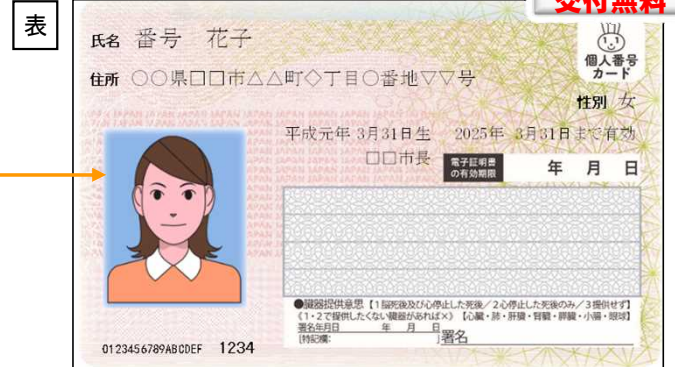 表
交付無料
氏名 番号 花子
個人番号
カード
住所 ○○県□□市△△町◇丁目○番地▽▽号
性別 女
平成元年 3月31日生 2025年 3月31日まで有効
□□市長
電子証明書
の有効期限
年 月 日
●臓器提供意思【1脳死後及び心停止した死後/2心停止した死後のみ/3提供せず】
《1・2で提供したくない臓器があれば×》【心臓・肺・肝臓・腎臓・膵臓・小腸・眼球】
署名年月日 年 月 日
[特記欄: ]署名
0123456789ABCDEF 1234